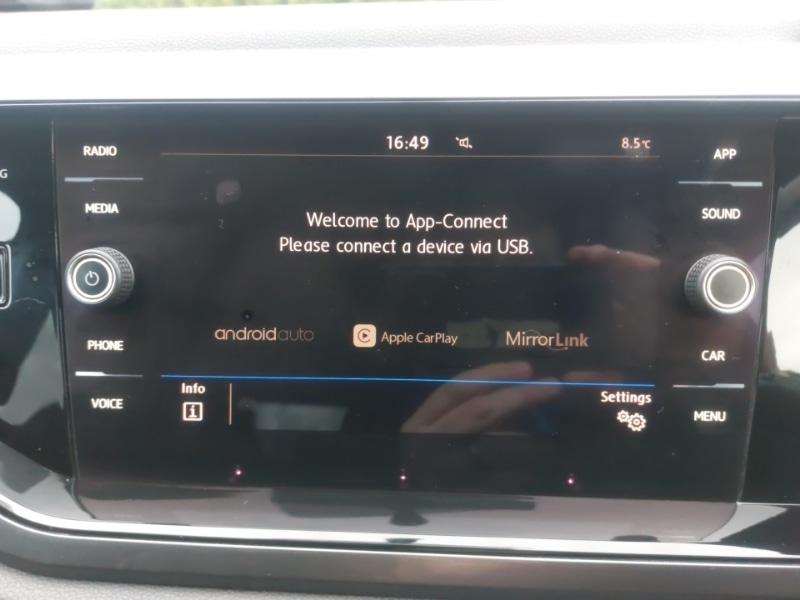 16:49
8.5°C
RADIO
APP
G
MEDIA
SOUND
Welcome to App-Connect
Please connect a device via USB.
androidauto
Apple CarPlay
MirrorLink
PHONE
CAR
Info
Settings
VOICE
MENU